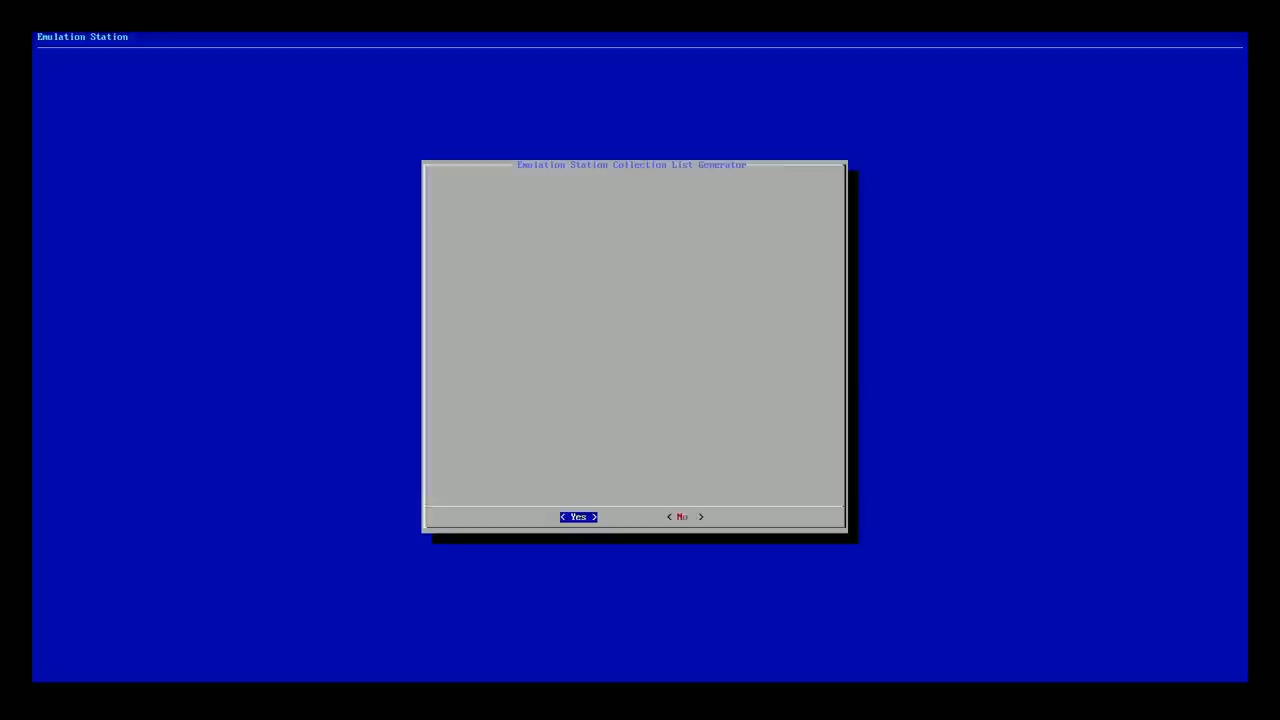 Emulation Station
Emulation Station Collection List Generator
< Yes >
< No >